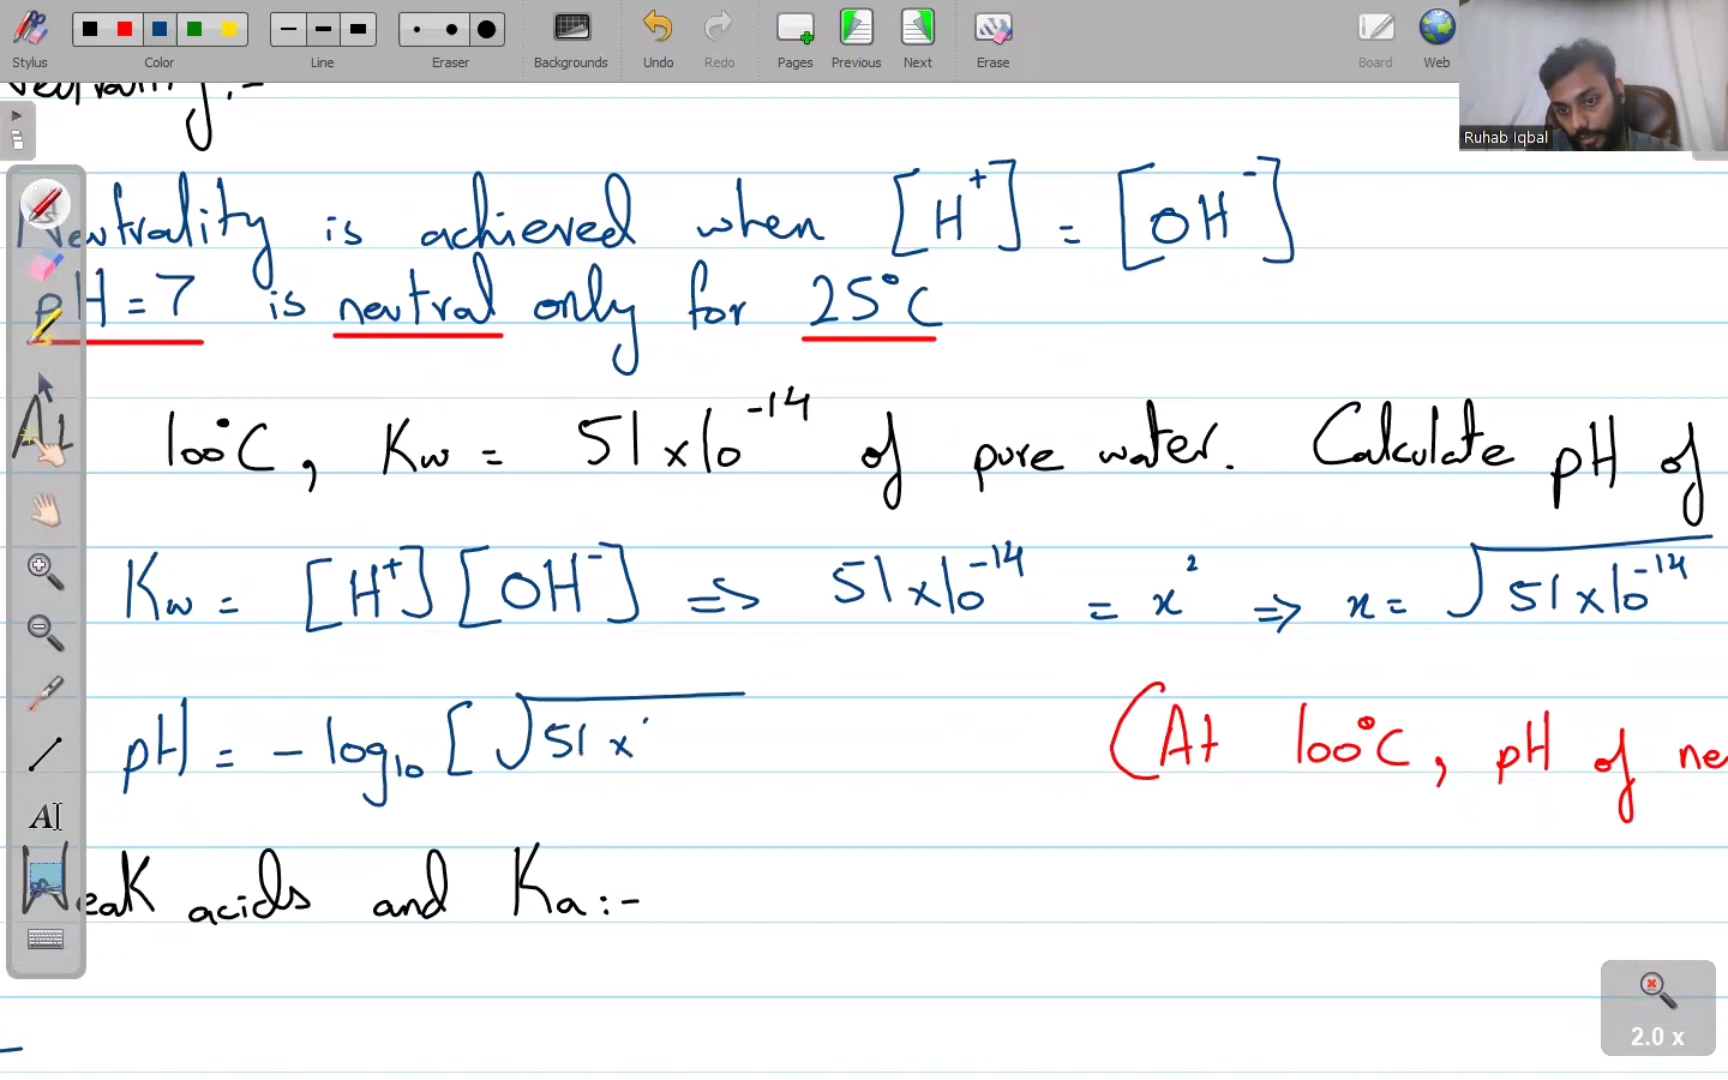 Stylus
Color
Line
Eraser
Backgrounds
Undo
Redo
Pages
Previous
Next
Erase
Board
Web
Ruhab Iqbal
Neutrality is achieved when [H⁺] = [OH⁻]
pH = 7 is neutral only for 25°C
At 100°C, Kw = 51 x 10⁻¹⁴ of pure water. Calculate pH of
Kw = [H⁺][OH⁻] => 51 x 10⁻¹⁴ = x² => x = √51 x 10⁻¹⁴
pH = - log₁₀ [√51 x
(At 100°C, pH of ne
Weak acids and Ka :-
2.0 x